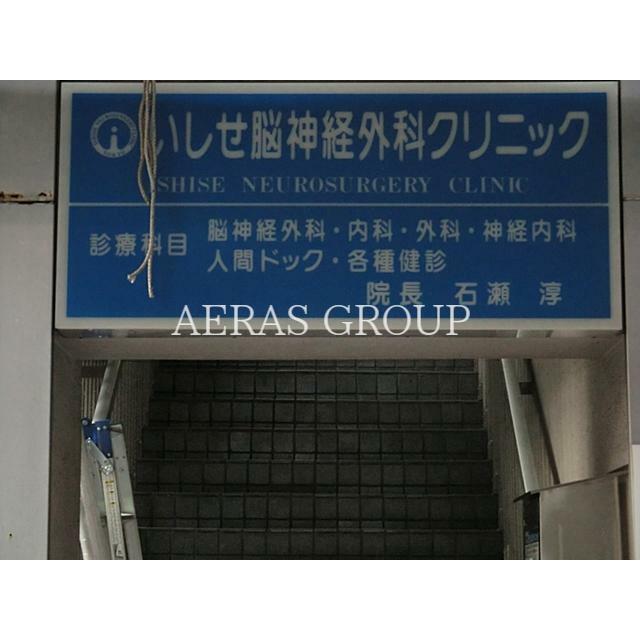 いしせ脳神経外科クリニック
SHISE NEUROSURGERY CLINIC
診療科目
脳神経外科・内科・外科・神経内科
人間ドック・各種健診
院長 石瀬 淳
AERAS GROUP